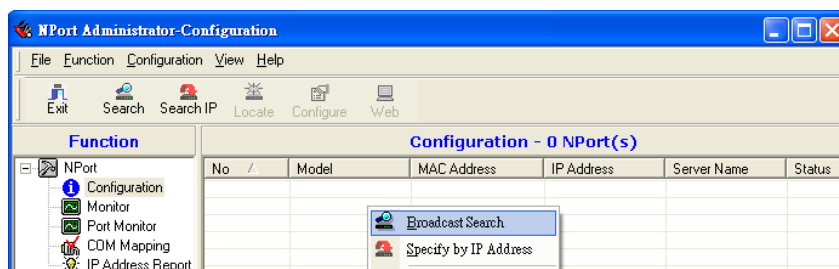 NPort Administrator-Configuration
File Function Configuration View Help
Exit Search Search IP Locate Configure Web
Function
Configuration - 0 NPort(s)
NPort
Configuration
Monitor
Port Monitor
COM Mapping
IP Address Report
No Model MAC Address IP Address Server Name Status
Broadcast Search
Specify by IP Address